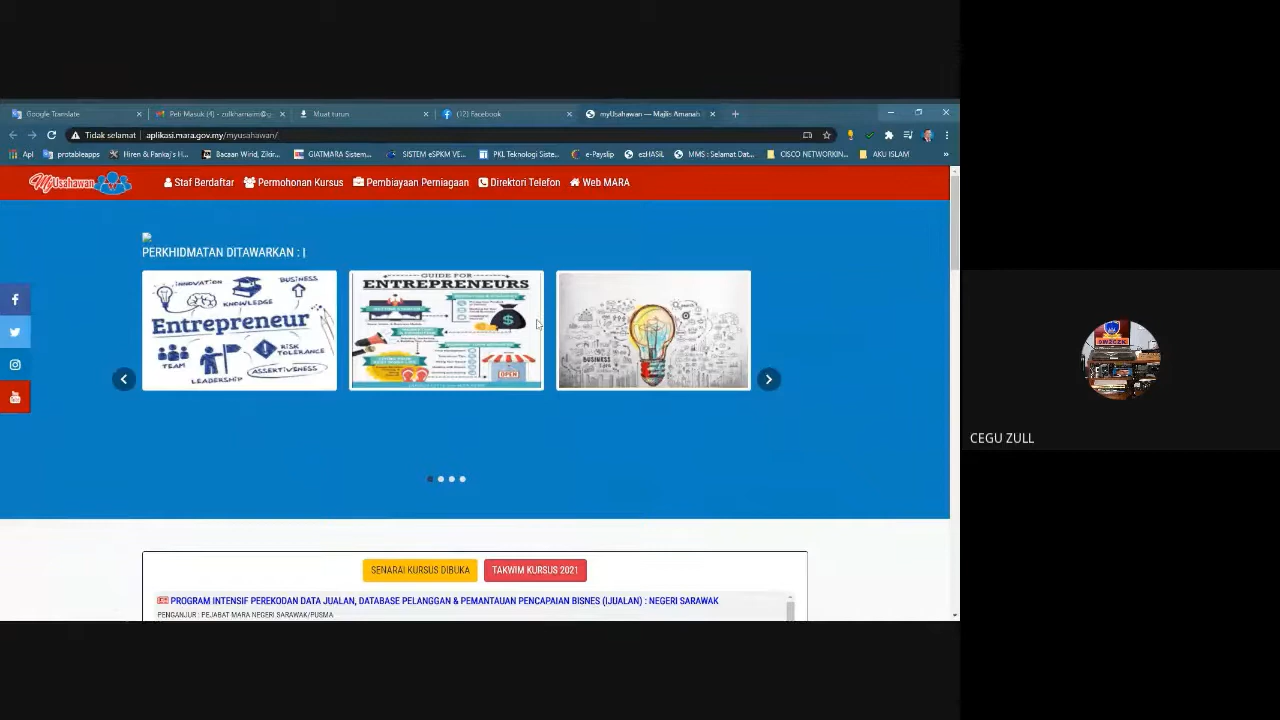 Google Translate
Peti Masuk (4) - zulkharnaim@g
Muat turun
(12) Facebook
myUsahawan — Majlis Amanah
Tidak selamat | aplikasi.mara.gov.my/myusahawan/
Apl
protableapps
Hiren & Pankaj's H...
Bacaan Wirid, Zikir...
GIATMARA Sistem...
SISTEM eSPKM VE...
PKL Teknologi Siste...
e-Payslip
ezHASiL
MMS : Selamat Dat...
CISCO NETWORKIN...
AKU ISLAM
»
MyUsahawan
Staf Berdaftar
Permohonan Kursus
Pembiayaan Perniagaan
Direktori Telefon
Web MARA
PERKHIDMATAN DITAWARKAN : |
INNOVATION
BUSINESS
KNOWLEDGE
Entrepreneur
TEAM
RISK
TOLERANCE
LEADERSHIP
ASSERTIVENESS
GUIDE FOR
ENTREPRENEURS
OPEN
BUSINESS
CEGU ZULL
SENARAI KURSUS DIBUKA
TAKWIM KURSUS 2021
PROGRAM INTENSIF PEREKODAN DATA JUALAN, DATABASE PELANGGAN & PEMANTAUAN PENCAPAIAN BISNES (IJUALAN) : NEGERI SARAWAK
PENGANJUR : PEJABAT MARA NEGERI SARAWAK/PUSMA